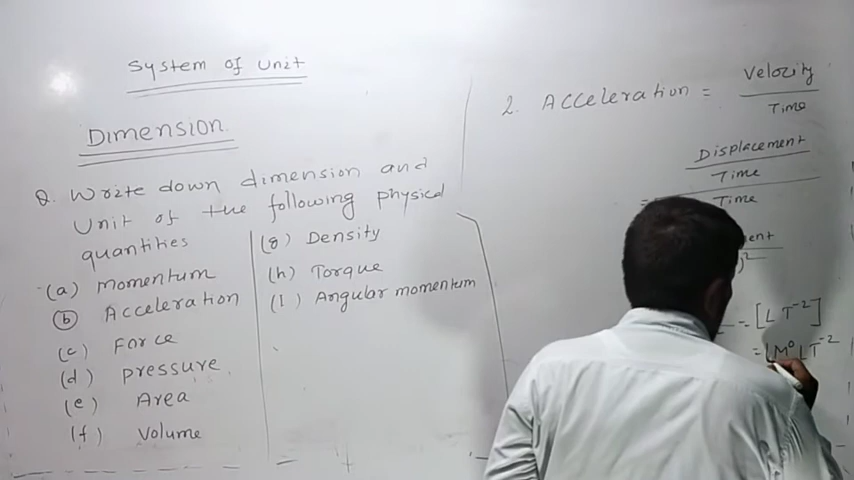 System of Unit
DIMENSION
Q. Write down dimension and
Unit of the following physical
quantities
(a) Momentum
(b) Acceleration
(c) Force
(d) Pressure
(e) Area
(f) Volume
(g) Density
(h) Torque
(I) Angular momentum
2. Acceleration = Velocity
Time
Displacement
Time
= Time
)²
= [L T⁻²]
= [M⁰ L T⁻²